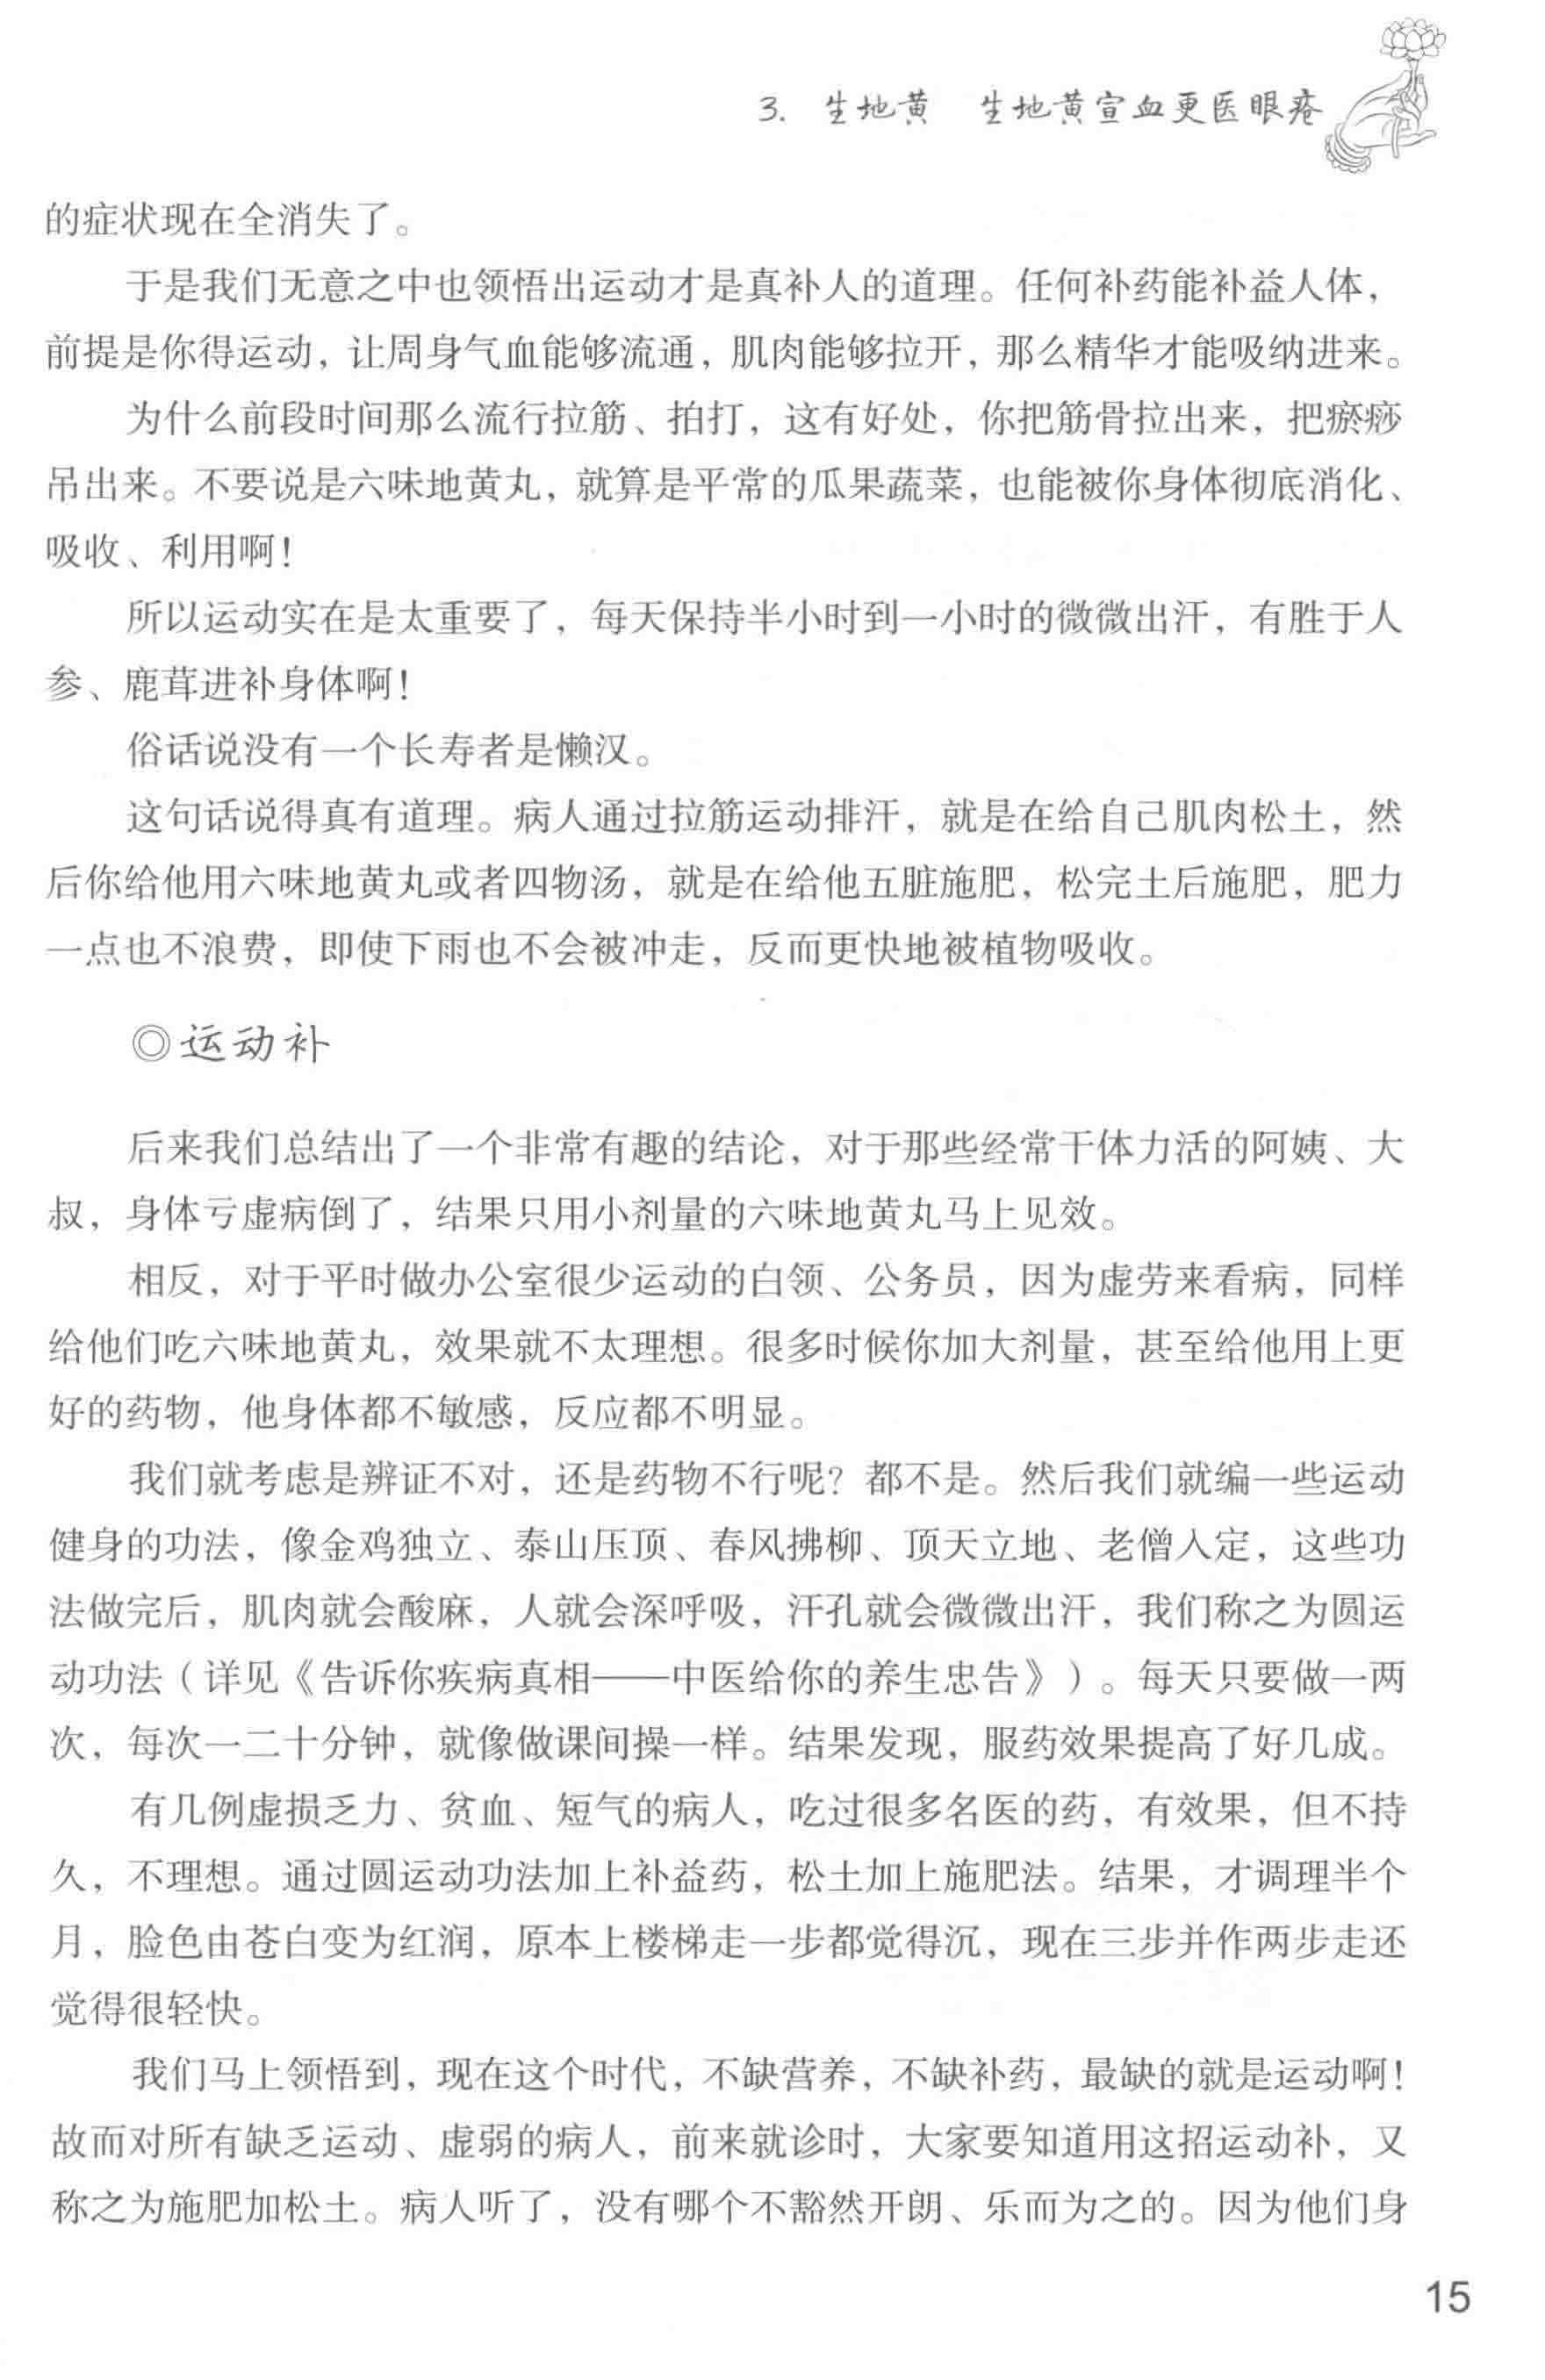 3. 生地黄　生地黄宣血更医眼疮
的症状现在全消失了。
于是我们无意之中也领悟出运动才是真补人的道理。任何补药能补益人体，
前提是你得运动，让周身气血能够流通，肌肉能够拉开，那么精华才能吸纳进来。
为什么前段时间那么流行拉筋、拍打，这有好处，你把筋骨拉出来，把瘀痧
吊出来。不要说是六味地黄丸，就算是平常的瓜果蔬菜，也能被你身体彻底消化、
吸收、利用啊！
所以运动实在是太重要了，每天保持半小时到一小时的微微出汗，有胜于人
参、鹿茸进补身体啊！
俗话说没有一个长寿者是懒汉。
这句话说得真有道理。病人通过拉筋运动排汗，就是在给自己肌肉松土，然
后你给他用六味地黄丸或者四物汤，就是在给他五脏施肥，松完土后施肥，肥力
一点也不浪费，即使下雨也不会被冲走，反而更快地被植物吸收。
◎运动补
后来我们总结出了一个非常有趣的结论，对于那些经常干体力活的阿姨、大
叔，身体亏虚病倒了，结果只用小剂量的六味地黄丸马上见效。
相反，对于平时做办公室很少运动的白领、公务员，因为虚劳来看病，同样
给他们吃六味地黄丸，效果就不太理想。很多时候你加大剂量，甚至给他用上更
好的药物，他身体都不敏感，反应都不明显。
我们就考虑是辨证不对，还是药物不行呢？都不是。然后我们就编一些运动
健身的功法，像金鸡独立、泰山压顶、春风拂柳、顶天立地、老僧入定，这些功
法做完后，肌肉就会酸麻，人就会深呼吸，汗孔就会微微出汗，我们称之为圆运
动功法（详见《告诉你疾病真相——中医给你的养生忠告》）。每天只要做一两
次，每次一二十分钟，就像做课间操一样。结果发现，服药效果提高了好几成。
有几例虚损乏力、贫血、短气的病人，吃过很多名医的药，有效果，但不持
久，不理想。通过圆运动功法加上补益药，松土加上施肥法。结果，才调理半个
月，脸色由苍白变为红润，原本上楼梯走一步都觉得沉，现在三步并作两步走还
觉得很轻快。
我们马上领悟到，现在这个时代，不缺营养，不缺补药，最缺的就是运动啊！
故而对所有缺乏运动、虚弱的病人，前来就诊时，大家要知道用这招运动补，又
称之为施肥加松土。病人听了，没有哪个不豁然开朗、乐而为之的。因为他们身
15